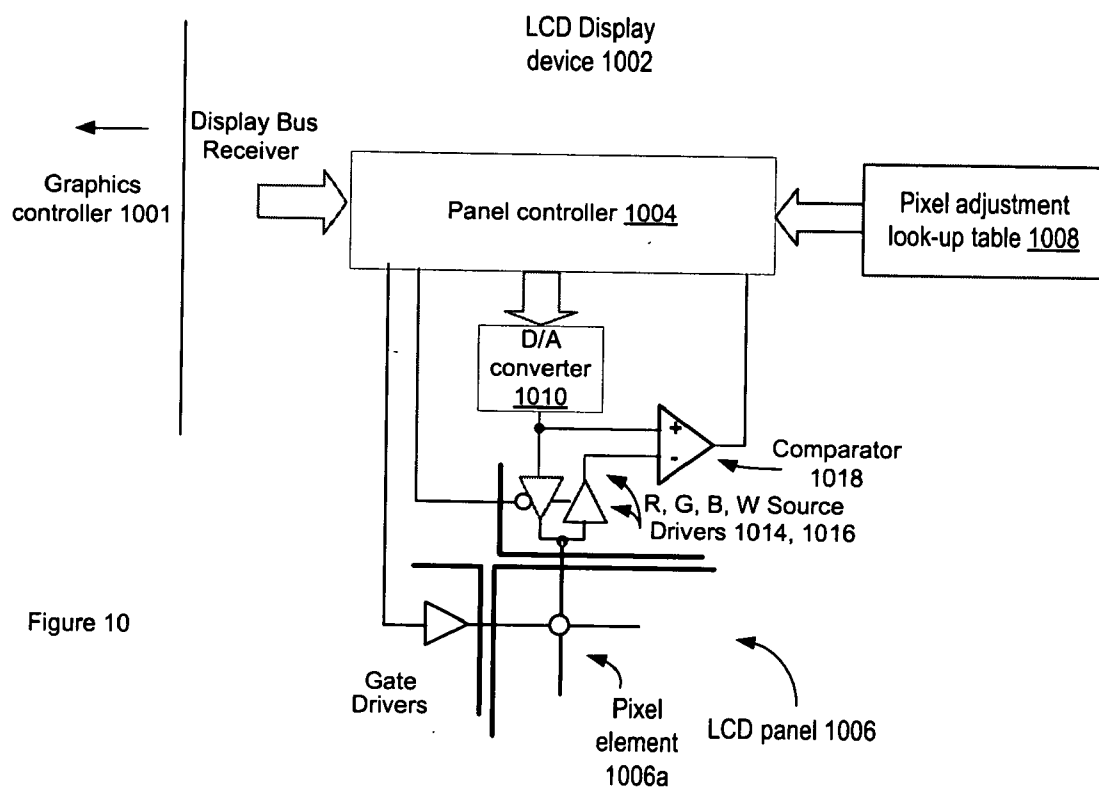 LCD Display
device 1002
Display Bus
Receiver
Graphics
controller 1001
Panel controller 1004
Pixel adjustment
look-up table 1008
D/A
converter
1010
+
-
Comparator
1018
R, G, B, W Source
Drivers 1014, 1016
Figure 10
Gate
Drivers
Pixel
element
1006a
LCD panel 1006